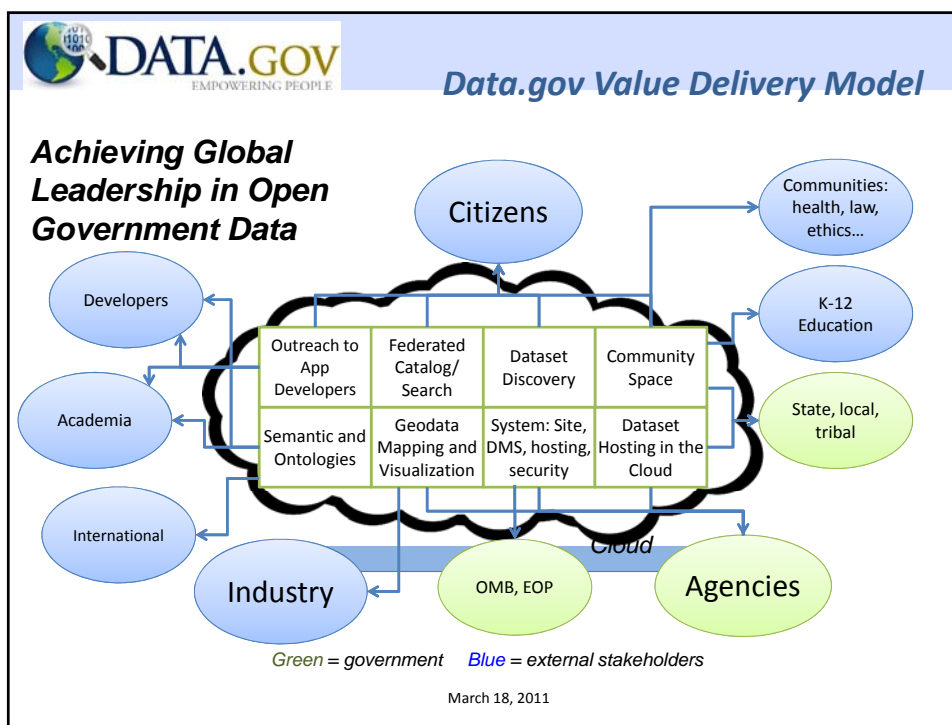 1010
DATA.GOV
EMPOWERING PEOPLE
Data.gov Value Delivery Model
Achieving Global
Leadership in Open
Government Data
Citizens
Communities:
health, law,
ethics…
Developers
K-12
Education
Outreach to
App
Developers
Federated
Catalog/
Search
Dataset
Discovery
Community
Space
Academia
State, local,
tribal
Semantic and
Ontologies
Geodata
Mapping and
Visualization
System: Site,
DMS, hosting,
security
Dataset
Hosting in the
Cloud
International
Cloud
Industry
OMB, EOP
Agencies
Green = government Blue = external stakeholders
March 18, 2011